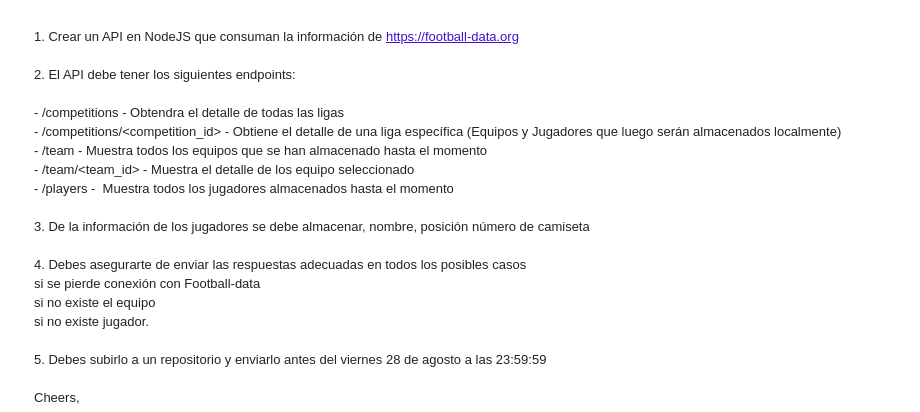 1. Crear un API en NodeJS que consuman la información de https://football-data.org
2. El API debe tener los siguientes endpoints:
- /competitions - Obtendra el detalle de todas las ligas
- /competitions/<competition_id> - Obtiene el detalle de una liga específica (Equipos y Jugadores que luego serán almacenados localmente)
- /team - Muestra todos los equipos que se han almacenado hasta el momento
- /team/<team_id> - Muestra el detalle de los equipo seleccionado
- /players -  Muestra todos los jugadores almacenados hasta el momento
3. De la información de los jugadores se debe almacenar, nombre, posición número de camiseta
4. Debes asegurarte de enviar las respuestas adecuadas en todos los posibles casos
si se pierde conexión con Football-data
si no existe el equipo
si no existe jugador.
5. Debes subirlo a un repositorio y enviarlo antes del viernes 28 de agosto a las 23:59:59
Cheers,